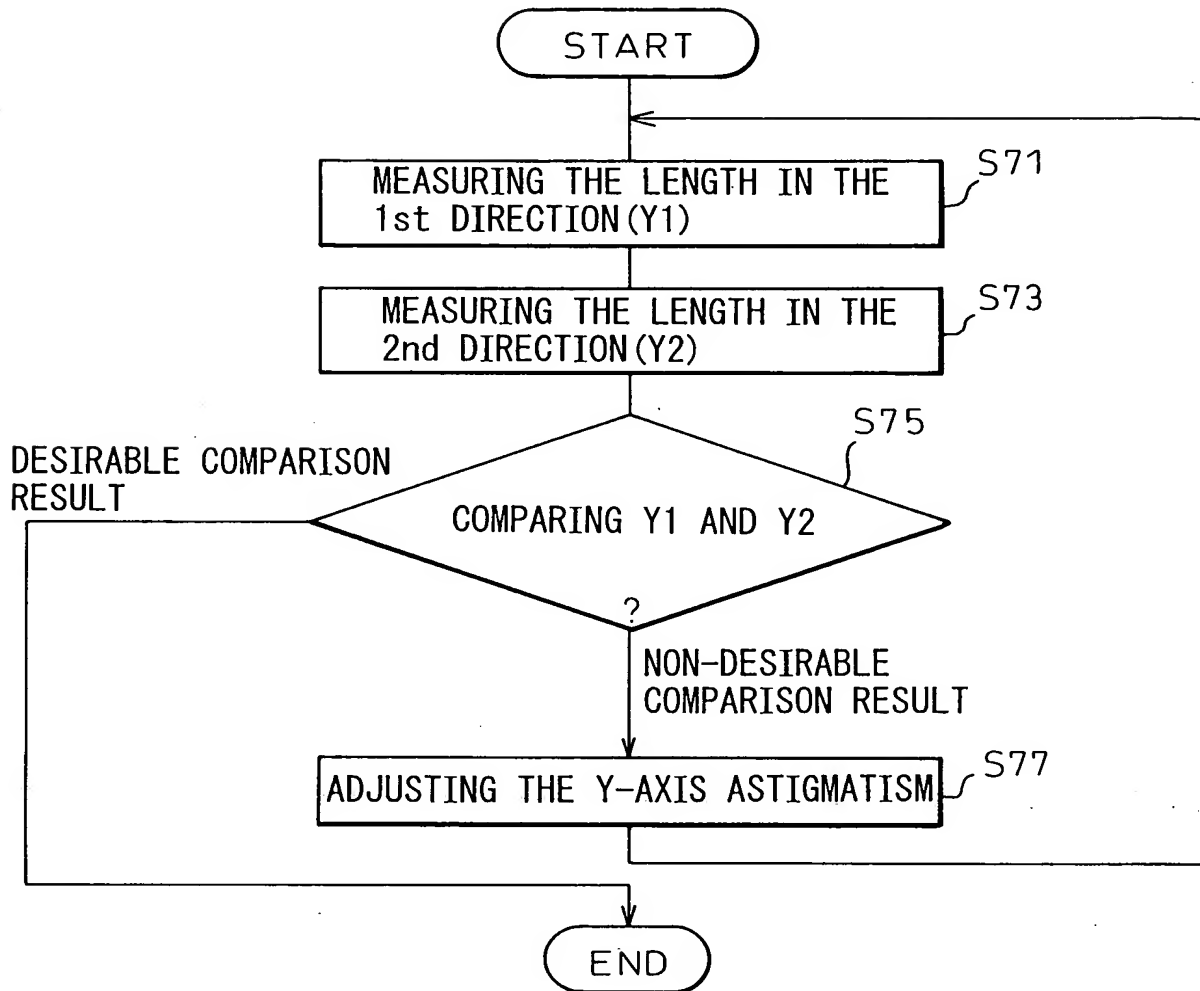 START
S71
MEASURING THE LENGTH IN THE
1st DIRECTION(Y1)
S73
MEASURING THE LENGTH IN THE
2nd DIRECTION(Y2)
S75
DESIRABLE COMPARISON
RESULT
COMPARING Y1 AND Y2
?
NON-DESIRABLE
COMPARISON RESULT
S77
ADJUSTING THE Y-AXIS ASTIGMATISM
END